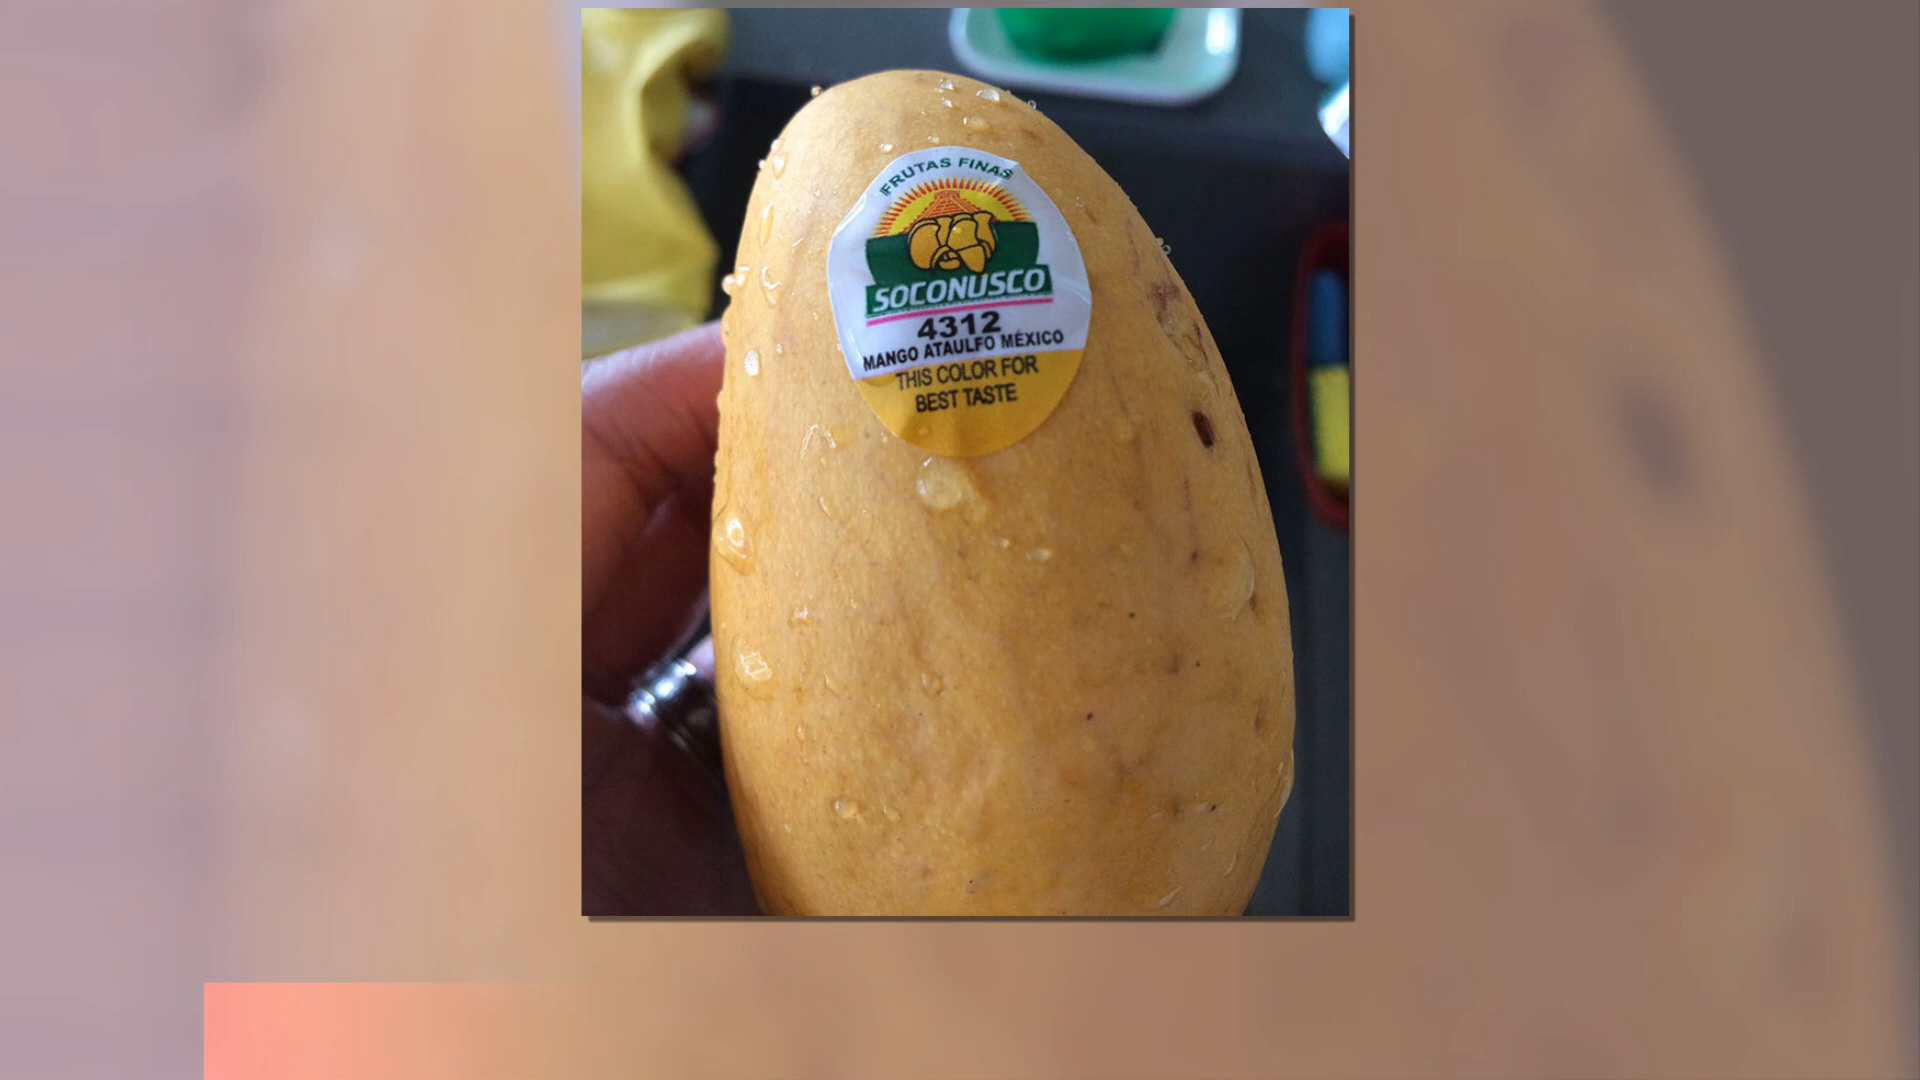 FRUTAS FINAS
SOCONUSCO
4312
MANGO ATAULFO MÉXICO
THIS COLOR FOR
BEST TASTE